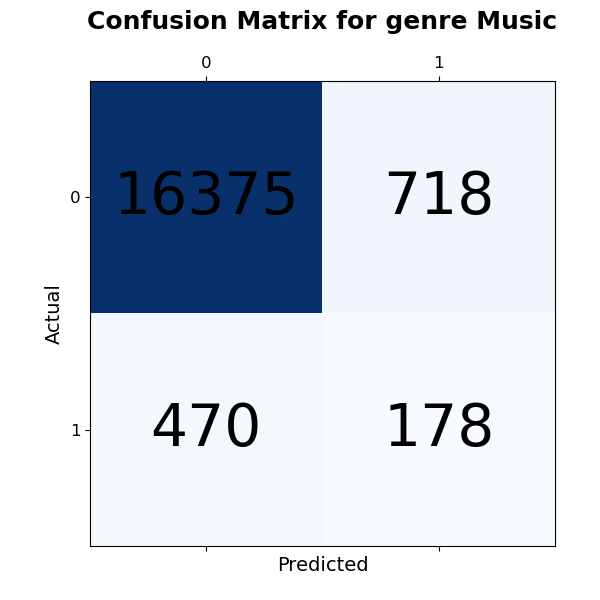 Confusion Matrix for genre Music
0 1
0 16375 718
Actual
1 470 178
Predicted